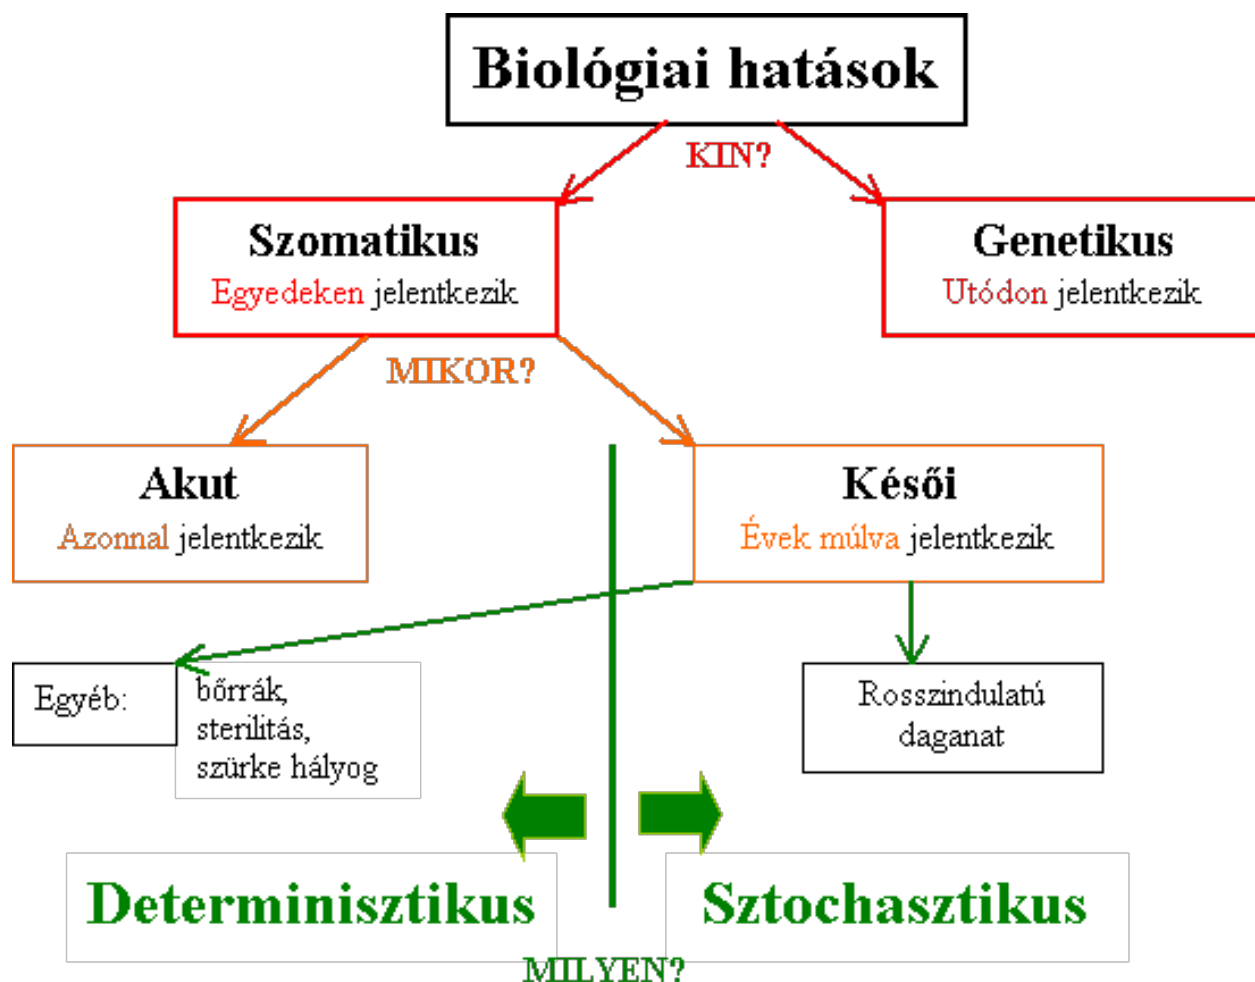 Biológiai hatások
KIN?
Szomatikus
Egyedeken jelentkezik
Genetikus
Utódon jelentkezik
MIKOR?
Akut
Azonnal jelentkezik
Késői
Évek múlva jelentkezik
Egyéb:
bőrrák,
sterilitás,
szürke hályog
Rosszindulatú
daganat
Determinisztikus
Sztochasztikus
MILYEN?